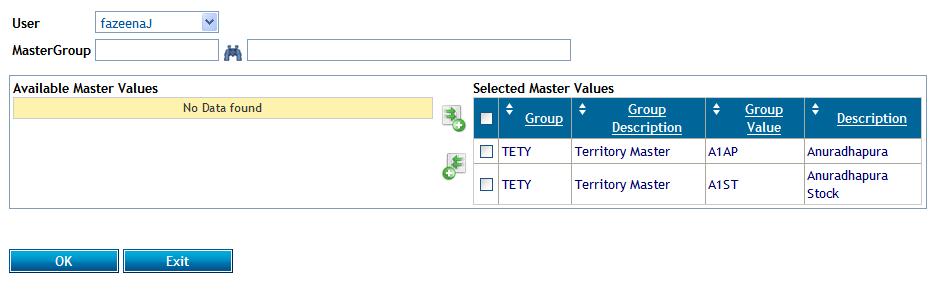 User fazeenaJ
MasterGroup
Available Master Values
No Data found
Selected Master Values
Group Group Description Group Value Description
TETY Territory Master A1AP Anuradhapura
TETY Territory Master A1ST Anuradhapura Stock
OK Exit